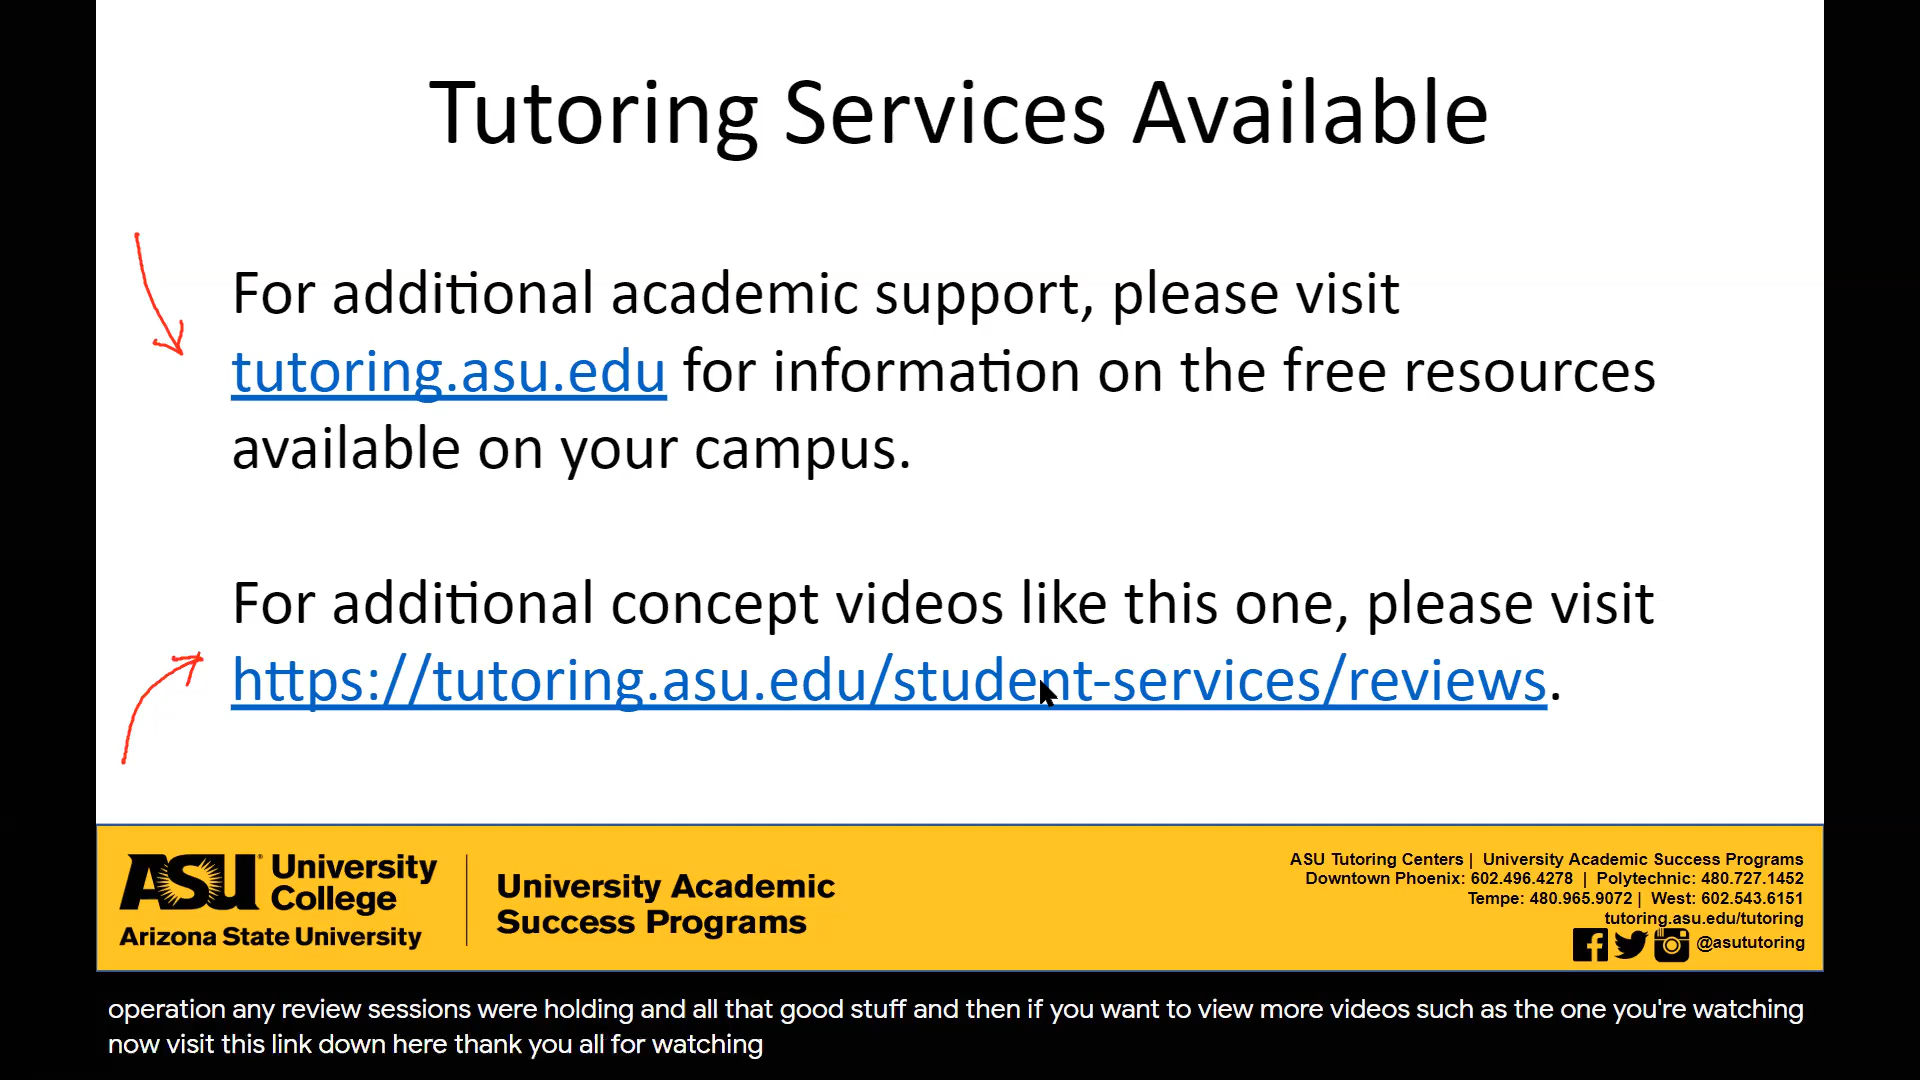 Tutoring Services Available
For additional academic support, please visit
tutoring.asu.edu for information on the free resources
available on your campus.
For additional concept videos like this one, please visit
https://tutoring.asu.edu/student-services/reviews.
ASU University
College
Arizona State University
University Academic
Success Programs
ASU Tutoring Centers | University Academic Success Programs
Downtown Phoenix: 602.496.4278 | Polytechnic: 480.727.1452
Tempe: 480.965.9072 | West: 602.543.6151
tutoring.asu.edu/tutoring
@asututoring
operation any review sessions were holding and all that good stuff and then if you want to view more videos such as the one you're watching
now visit this link down here thank you all for watching